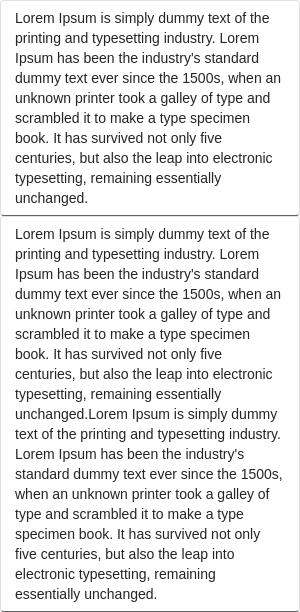 Lorem Ipsum is simply dummy text of the
printing and typesetting industry. Lorem
Ipsum has been the industry's standard
dummy text ever since the 1500s, when an
unknown printer took a galley of type and
scrambled it to make a type specimen
book. It has survived not only five
centuries, but also the leap into electronic
typesetting, remaining essentially
unchanged.
Lorem Ipsum is simply dummy text of the
printing and typesetting industry. Lorem
Ipsum has been the industry's standard
dummy text ever since the 1500s, when an
unknown printer took a galley of type and
scrambled it to make a type specimen
book. It has survived not only five
centuries, but also the leap into electronic
typesetting, remaining essentially
unchanged.Lorem Ipsum is simply dummy
text of the printing and typesetting industry.
Lorem Ipsum has been the industry's
standard dummy text ever since the 1500s,
when an unknown printer took a galley of
type and scrambled it to make a type
specimen book. It has survived not only
five centuries, but also the leap into
electronic typesetting, remaining
essentially unchanged.